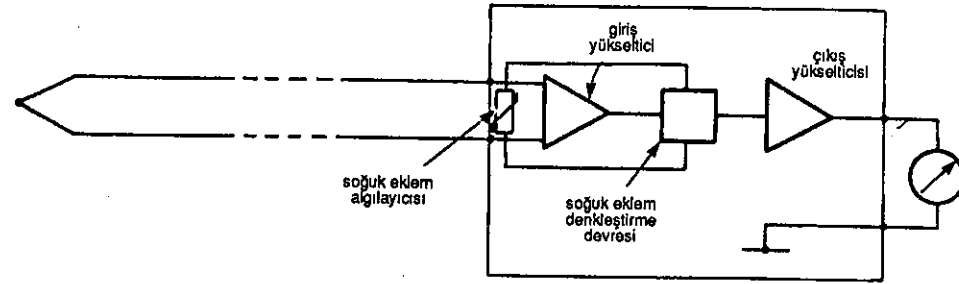 giriş
yükseltici
çıkış
yükselticisi
soğuk eklem
algılayıcısı
soğuk eklem
denkleştirme
devresi